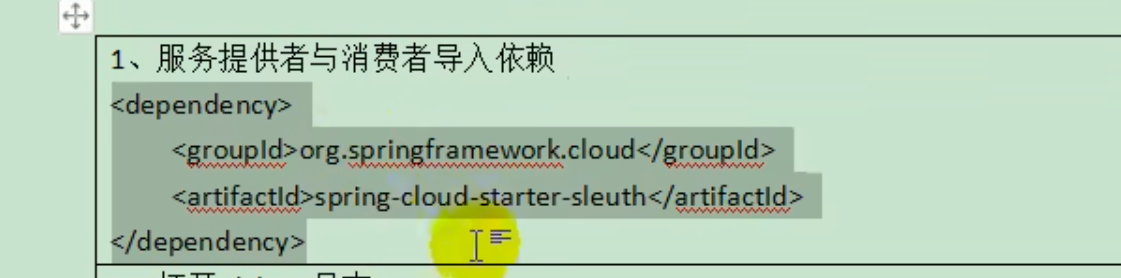 1、服务提供者与消费者导入依赖
<dependency>
<groupId>org.springframework.cloud</groupId>
<artifactId>spring-cloud-starter-sleuth</artifactId>
</dependency>